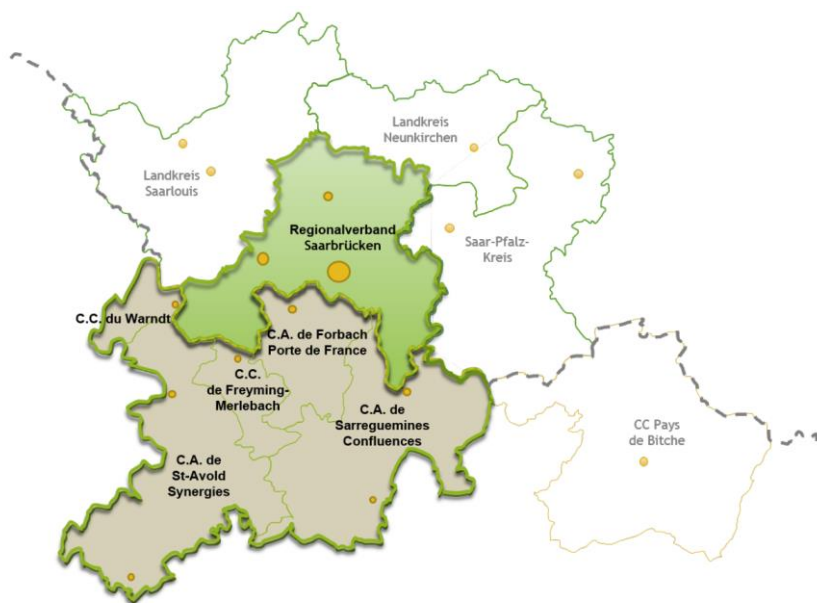 Landkreis
Neunkirchen
Landkreis
Saarlouis
Regionalverband
Saarbrücken
Saar-Pfalz-
Kreis
C.C. du Warndt
C.A. de Forbach
Porte de France
C.C.
de Freyming-
Merlebach
C.A. de
Sarreguemines
Confluences
CC Pays
de Bitche
C.A. de
St-Avold
Synergies